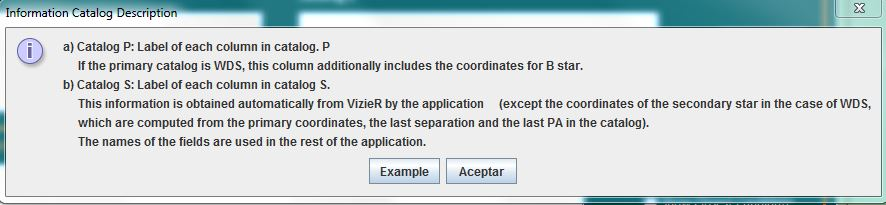 Information Catalog Description
a) Catalog P: Label of each column in catalog. P
If the primary catalog is WDS, this column additionally includes the coordinates for B star.
b) Catalog S: Label of each column in catalog S.
This information is obtained automatically from VizieR by the application (except the coordinates of the secondary star in the case of WDS,
which are computed from the primary coordinates, the last separation and the last PA in the catalog).
The names of the fields are used in the rest of the application.
Example Aceptar